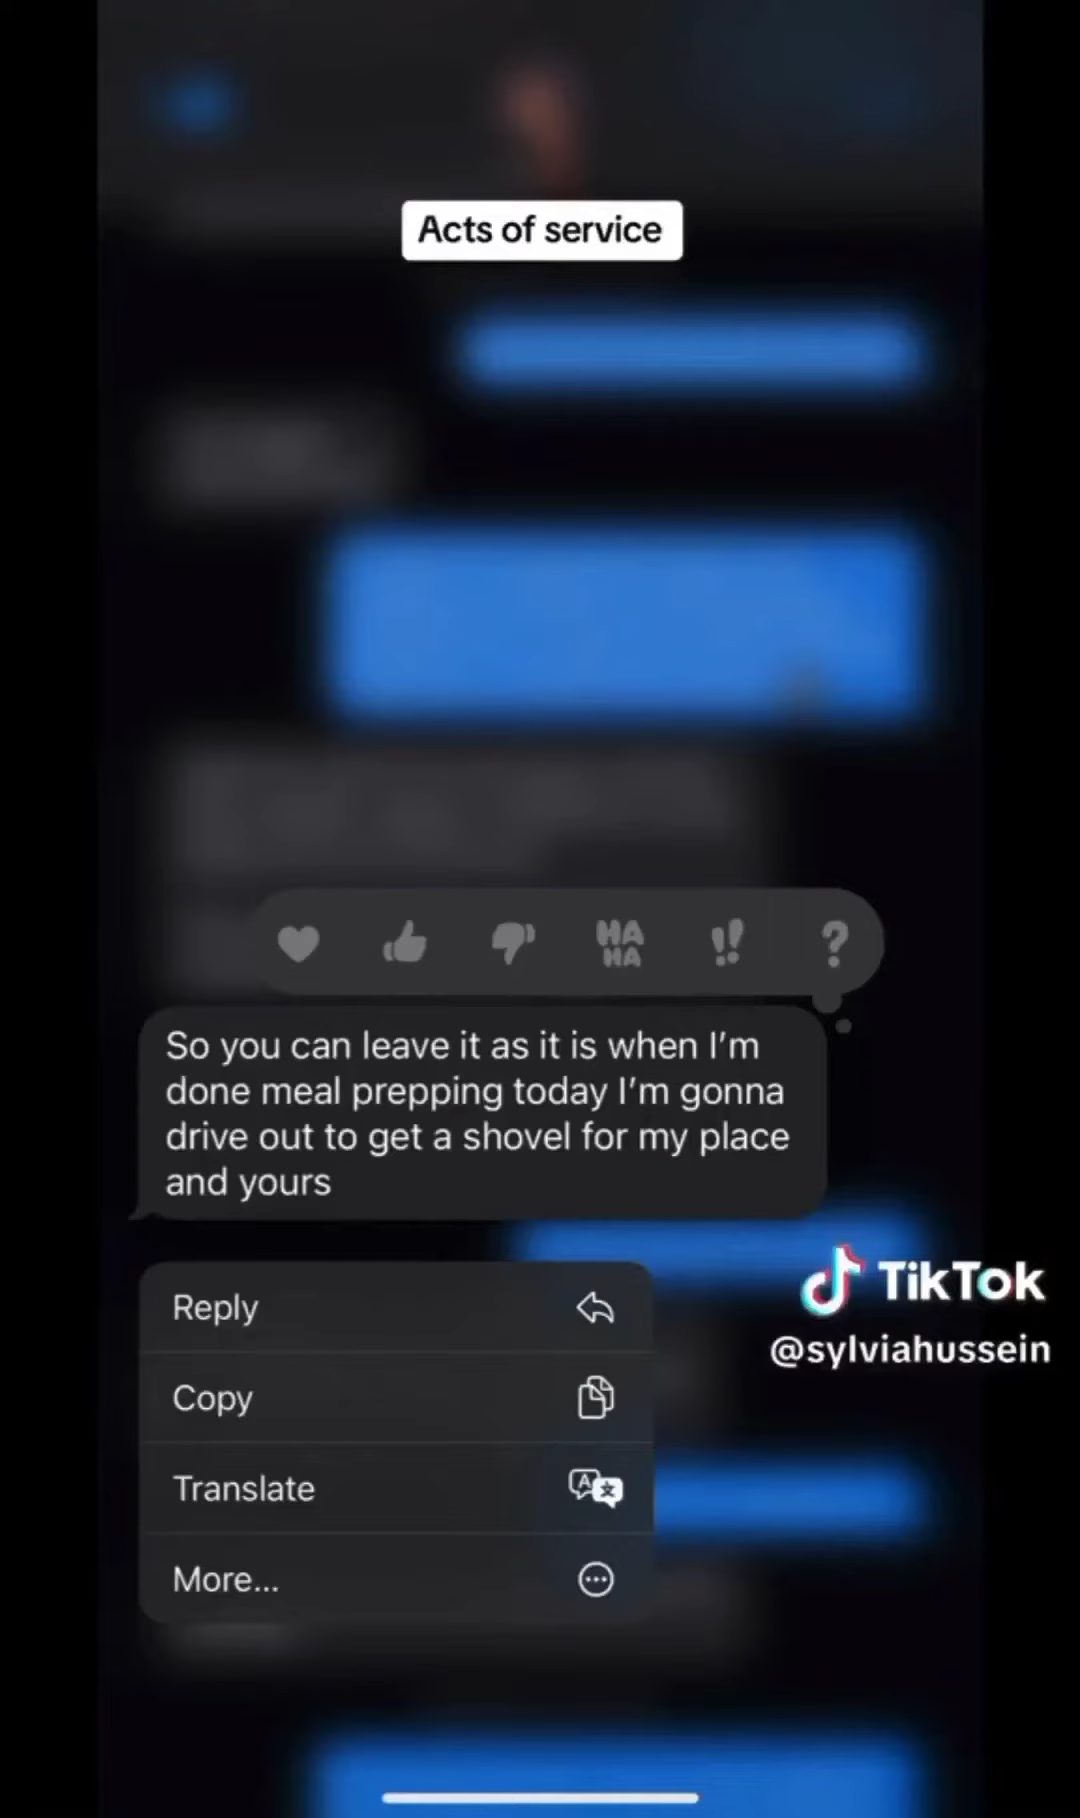 Acts of service
HA
HA
!!
?
So you can leave it as it is when I’m
done meal prepping today I’m gonna
drive out to get a shovel for my place
and yours
Reply
Copy
Translate
More...
TikTok
@sylviahussein